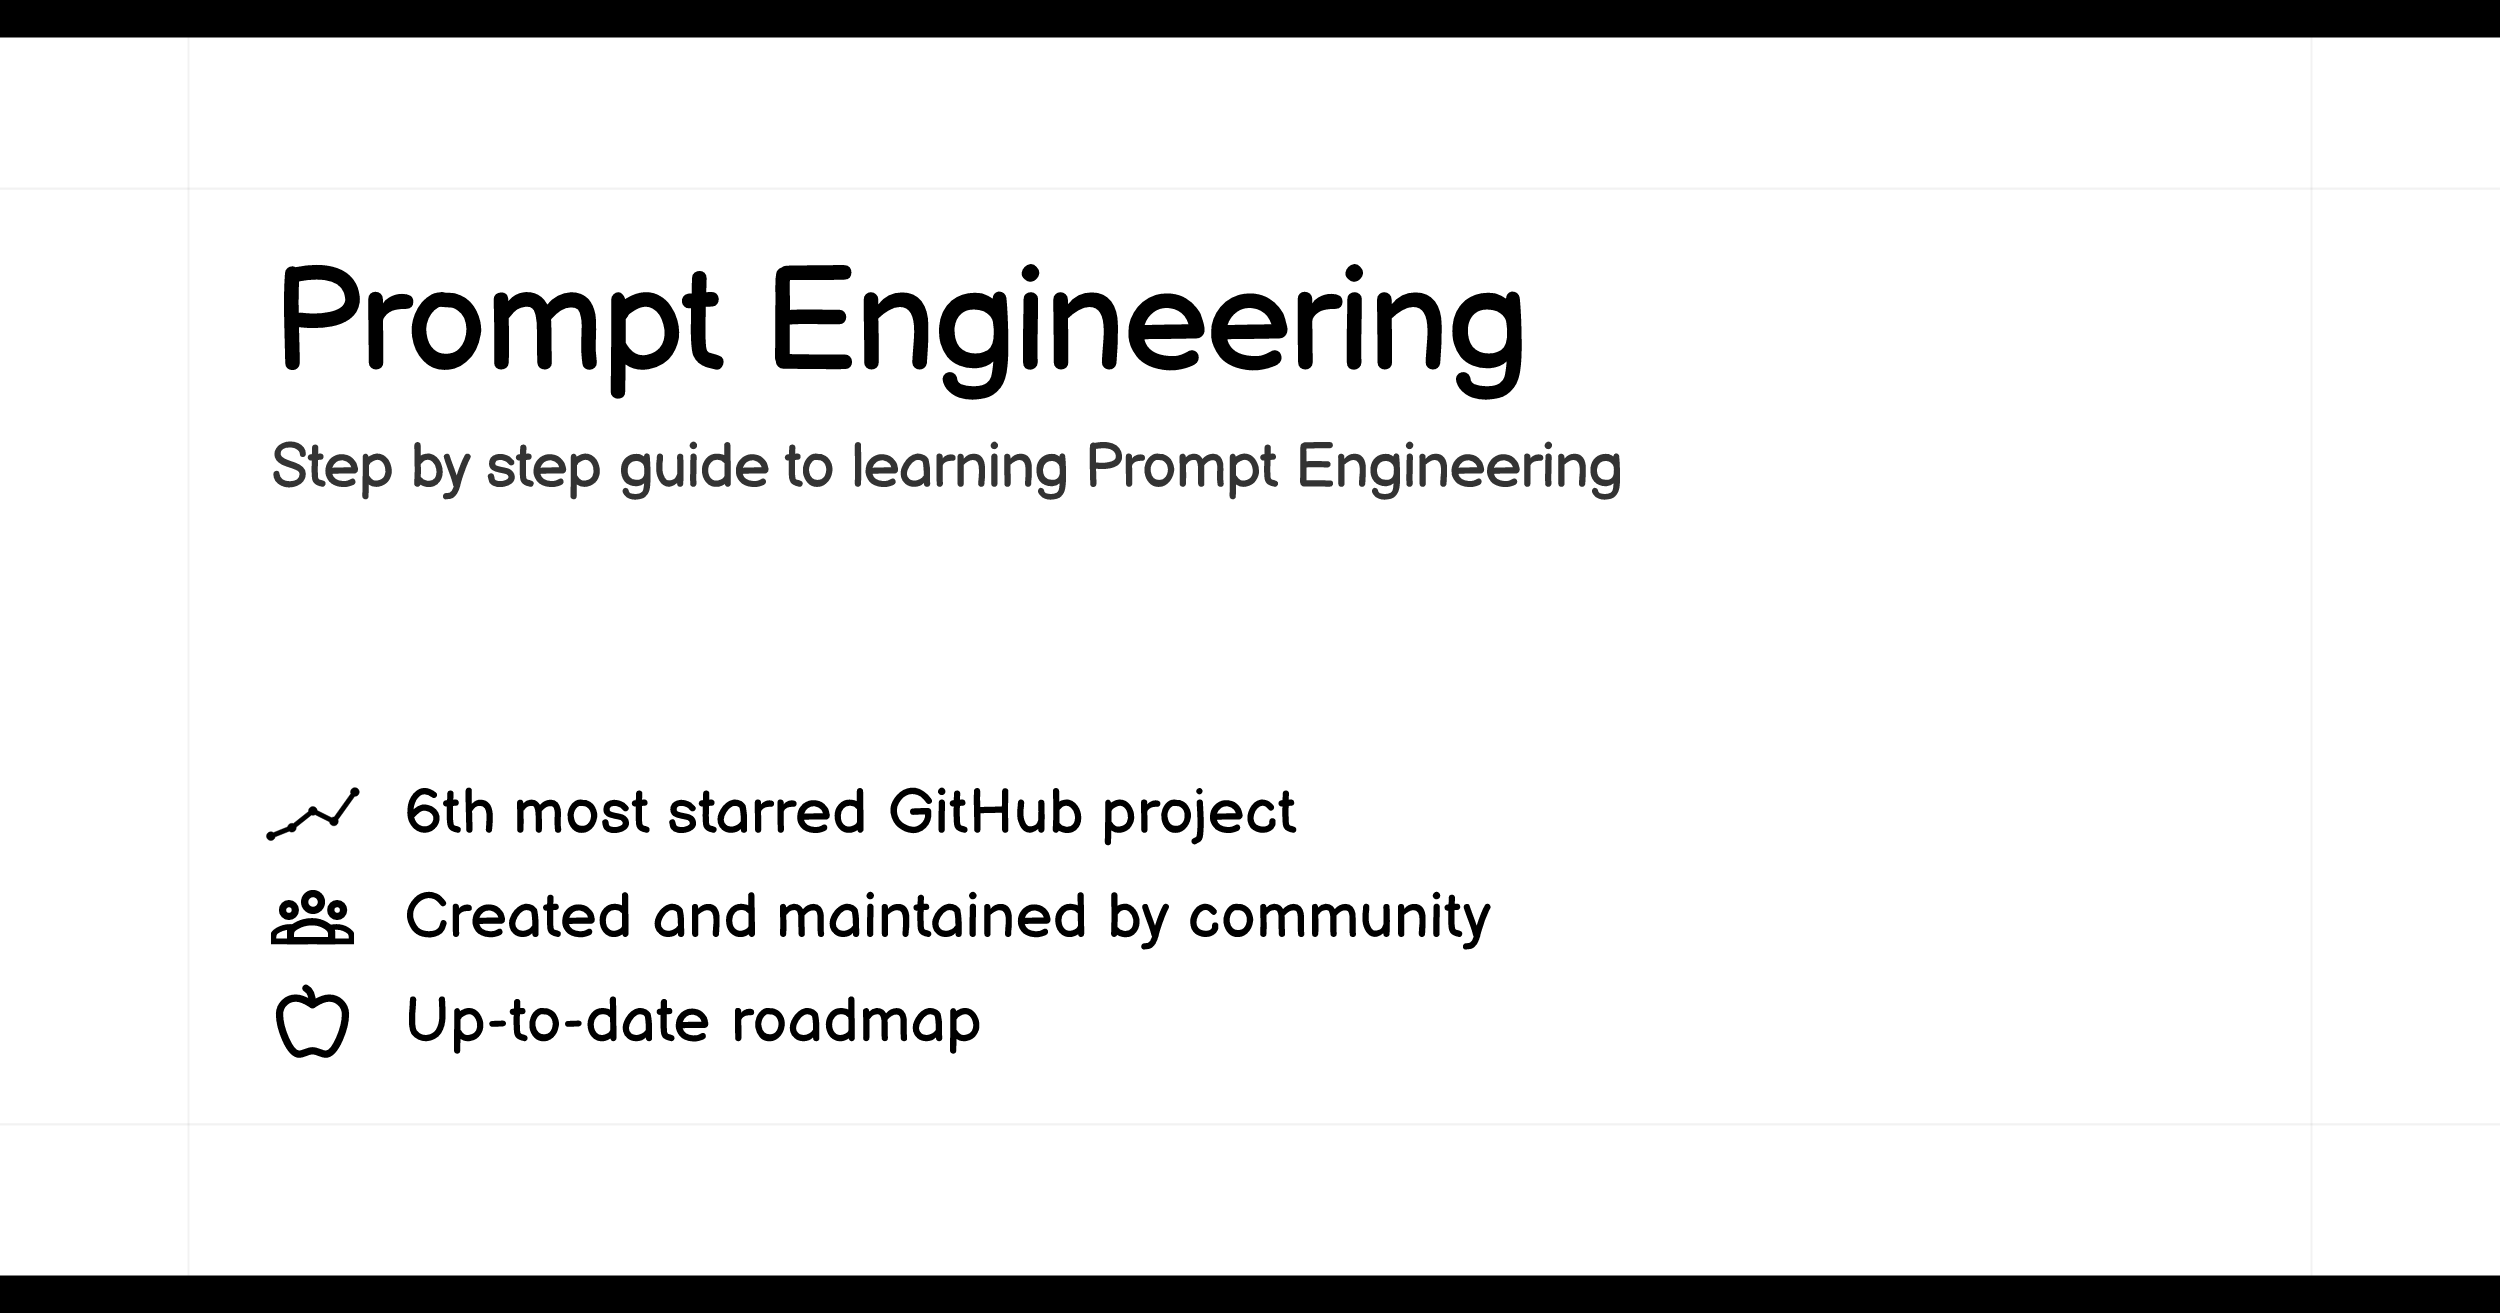 Prompt Engineering
Step by step guide to learning Prompt Engineering
6th most starred GitHub project
Created and maintained by community
Up-to-date roadmap